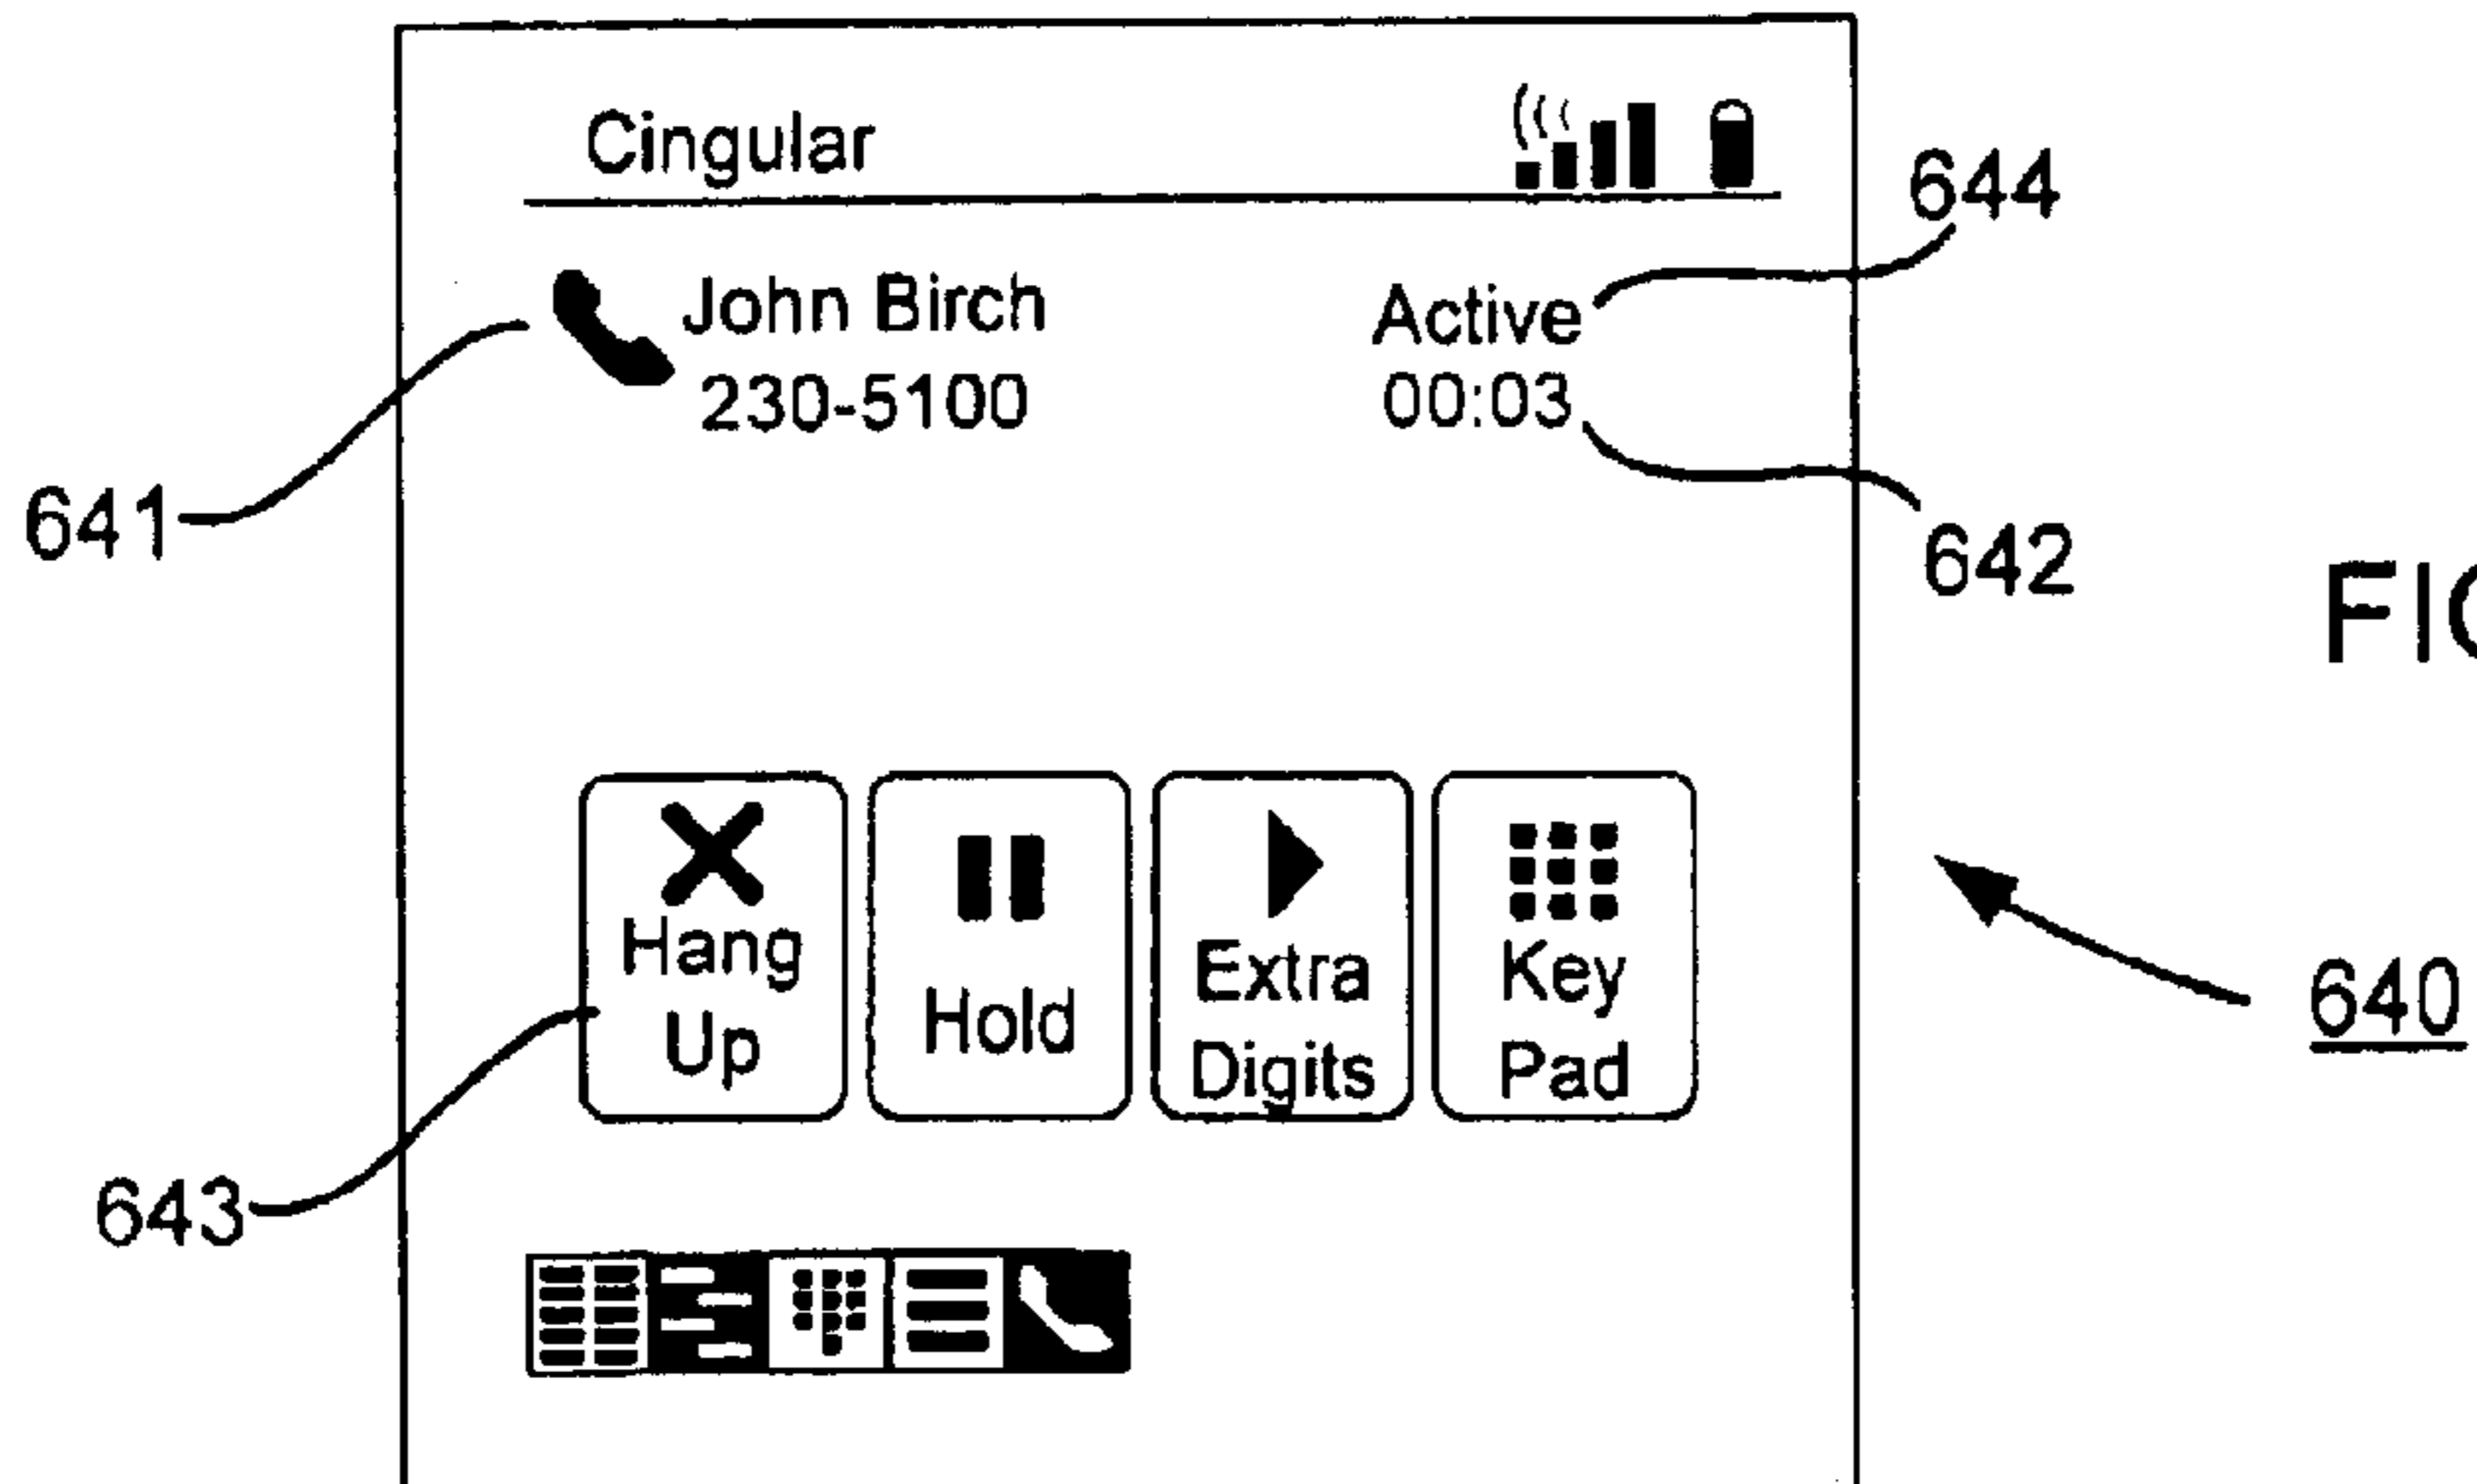 Cingular
644
John Birch
Active
230-5100
00:03
641
642
Hang
Up
Hold
Extra
Digits
Key
Pad
640
643